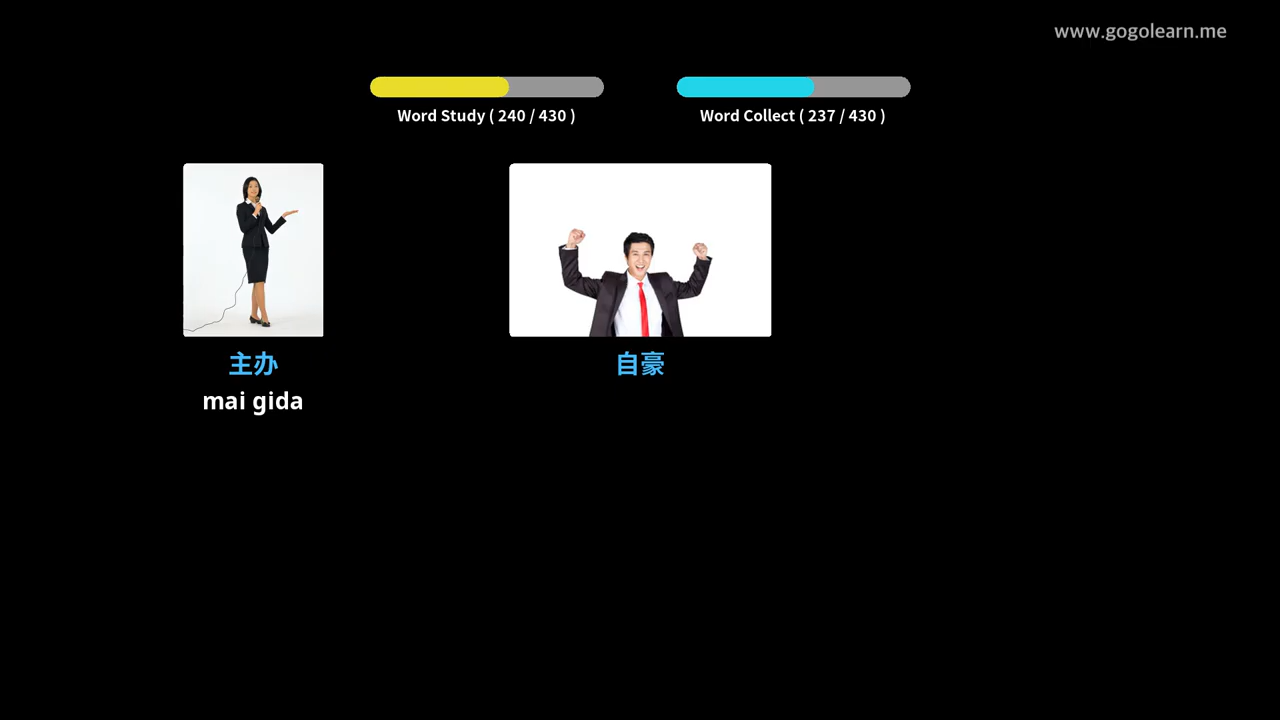 www.gogolearn.me
Word Study ( 240 / 430 )
Word Collect ( 237 / 430 )
主办
自豪
mai gida